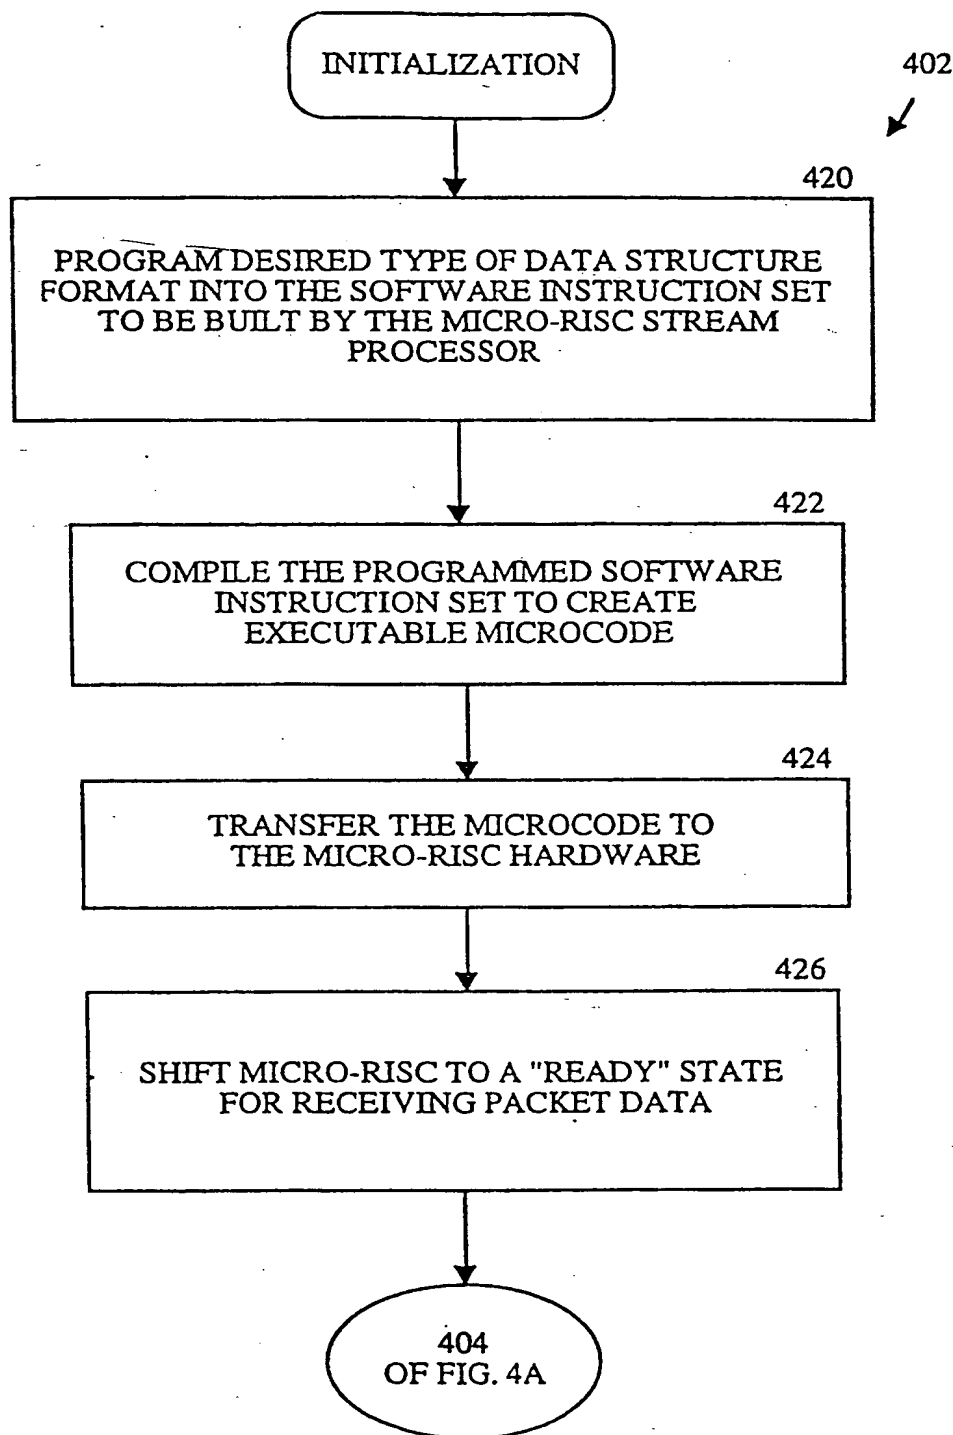 INITIALIZATION
402
420
PROGRAM DESIRED TYPE OF DATA STRUCTURE
FORMAT INTO THE SOFTWARE INSTRUCTION SET
TO BE BUILT BY THE MICRO-RISC STREAM
PROCESSOR
422
COMPILE THE PROGRAMMED SOFTWARE
INSTRUCTION SET TO CREATE
EXECUTABLE MICROCODE
424
TRANSFER THE MICROCODE TO
THE MICRO-RISC HARDWARE
426
SHIFT MICRO-RISC TO A "READY" STATE
FOR RECEIVING PACKET DATA
404
OF FIG. 4A